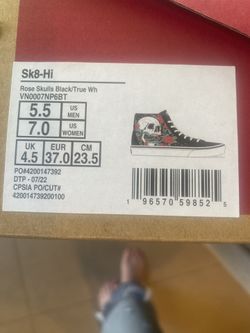 Sk8-Hi
Rose Skulls Black/True Wh
VN0007NP6BT
5.5 US MEN
7.0 US WOMEN
UK EUR CM
4.5 37.0 23.5
PO#4200147392
DTP - 07/22
CPSIA PO/CUT#
420014739200100
1 96570 59852 5